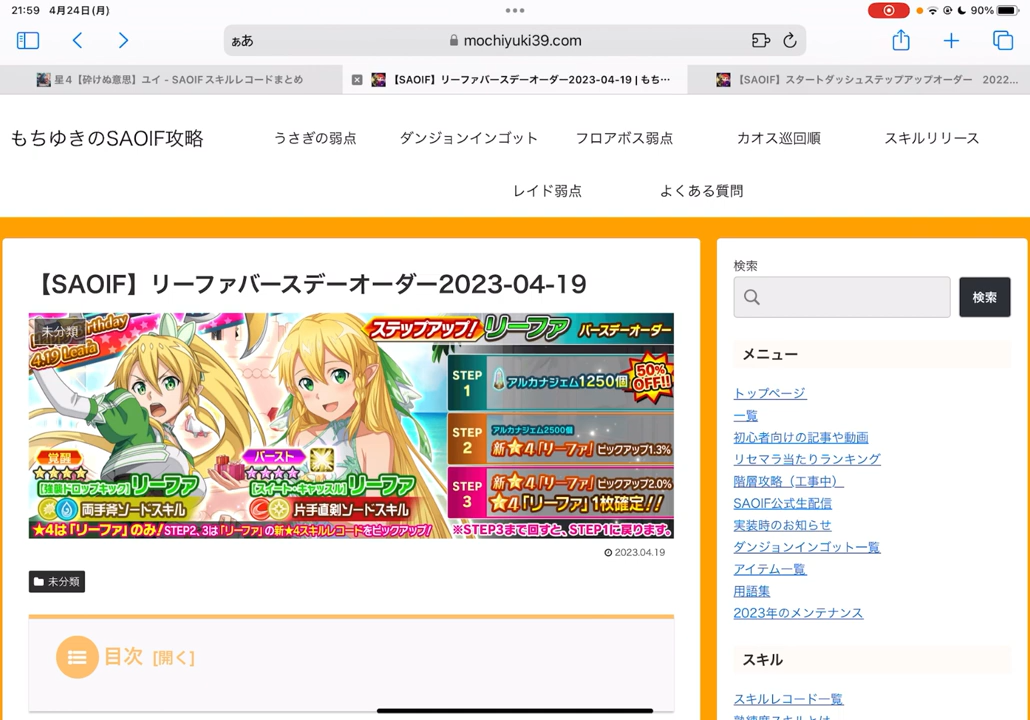 21:59 4月24日(月)
90%
ぁあ
mochiyuki39.com
星4【砕けぬ意思】ユイ - SAOIFスキルレコードまとめ
【SAOIF】リーファバースデーオーダー2023-04-19 | もち…
【SAOIF】スタートダッシュステップアップオーダー 2022…
もちゆきのSAOIF攻略
うさぎの弱点
ダンジョンインゴット
フロアボス弱点
カオス巡回順
スキルリリース
レイド弱点
よくある質問
【SAOIF】リーファバースデーオーダー2023-04-19
未分類
4.19 Leafa
ステップアップ! リーファ バースデーオーダー
STEP 1
アルカナジェム1250個
50% OFF!!
STEP 2
アルカナジェム2500個
新★4「リーファ」ピックアップ1.3%
STEP 3
新★4「リーファ」ピックアップ2.0%
★4「リーファ」1枚確定!!
覚醒
【強襲ドロップキック】リーファ
両手斧ソードスキル
バースト
【スイート・キャッスル】リーファ
片手直剣ソードスキル
★4は「リーファ」のみ! STEP2、3は「リーファ」の新★4スキルレコードをピックアップ!
※STEP3まで回すと、STEP1に戻ります。
2023.04.19
未分類
目次 [開く]
検索
検索
メニュー
トップページ
一覧
初心者向けの記事や動画
リセマラ当たりランキング
階層攻略（工事中）
SAOIF公式生配信
実装時のお知らせ
ダンジョンインゴット一覧
アイテム一覧
用語集
2023年のメンテナンス
スキル
スキルレコード一覧
熟練度スキルとは